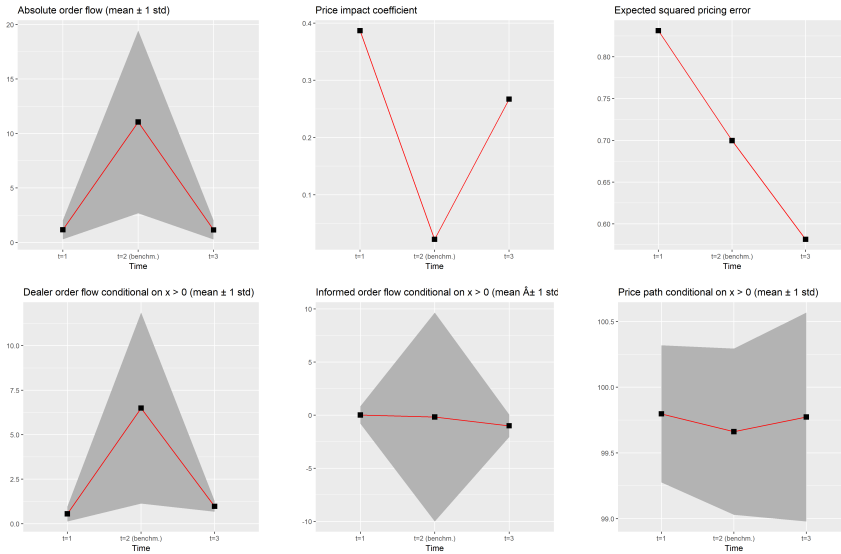 Absolute order flow (mean ± 1 std)
20
15
10
5
0
t=1 t=2 (benchm.) t=3
Time
Price impact coefficient
0.4
0.3
0.2
0.1
t=1 t=2 (benchm.) t=3
Time
Expected squared pricing error
0.80
0.75
0.70
0.65
0.60
t=1 t=2 (benchm.) t=3
Time
Dealer order flow conditional on x > 0 (mean ± 1 std)
10.0
7.5
5.0
2.5
0.0
t=1 t=2 (benchm.) t=3
Time
Informed order flow conditional on x > 0 (mean Â± 1 std
10
5
0
-5
-10
t=1 t=2 (benchm.) t=3
Time
Price path conditional on x > 0 (mean ± 1 std)
100.5
100.0
99.5
99.0
t=1 t=2 (benchm.) t=3
Time